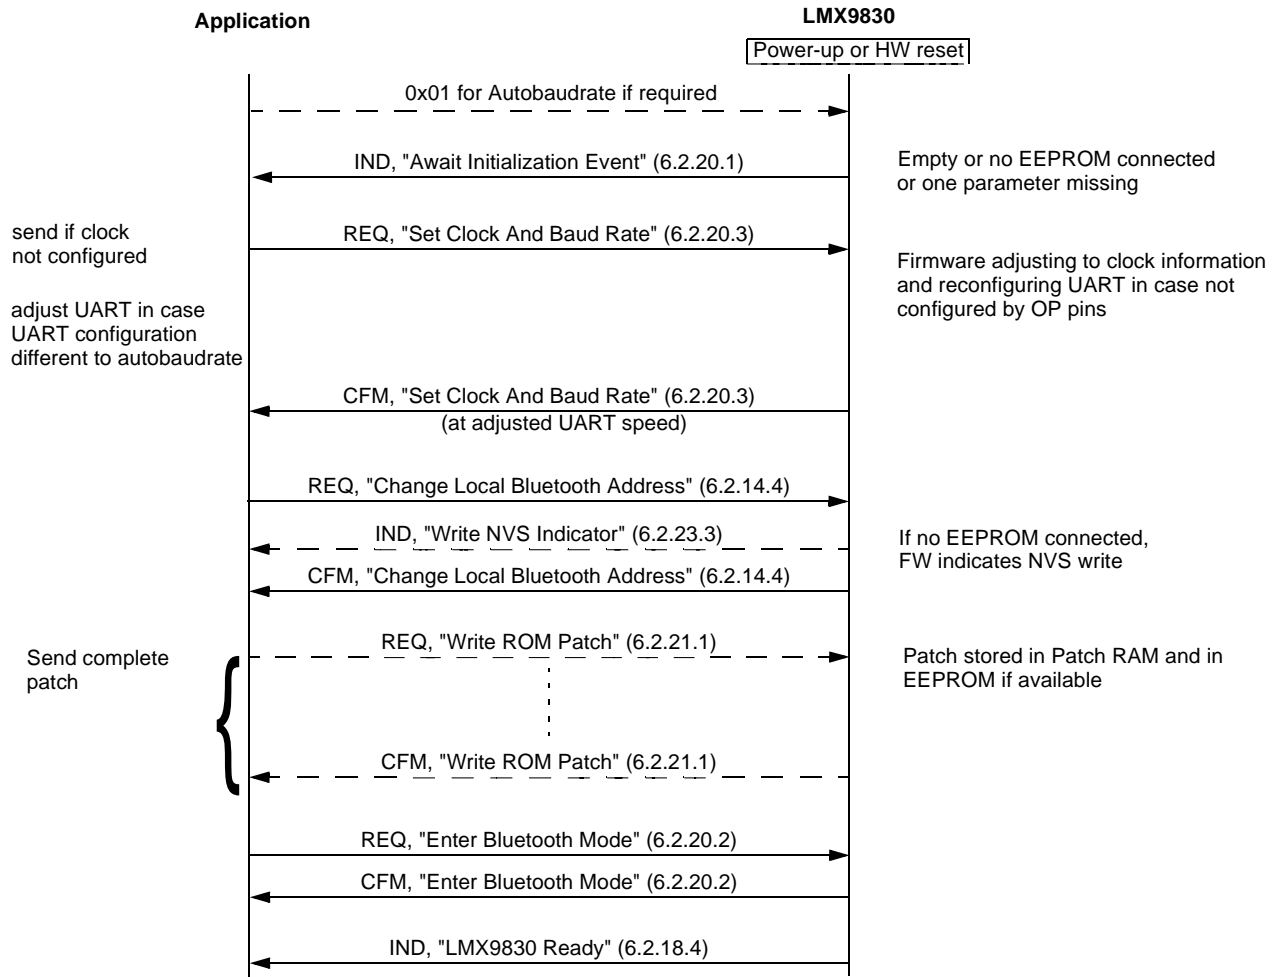 Application
LMX9830
Power-up or HW reset
0x01 for Autobaudrate if required
IND, "Await Initialization Event" (6.2.20.1)
Empty or no EEPROM connected
or one parameter missing
send if clock
not configured
REQ, "Set Clock And Baud Rate" (6.2.20.3)
Firmware adjusting to clock information
and reconfiguring UART in case not
configured by OP pins
adjust UART in case
UART configuration
different to autobaudrate
CFM, "Set Clock And Baud Rate" (6.2.20.3)
(at adjusted UART speed)
REQ, "Change Local Bluetooth Address" (6.2.14.4)
IND, "Write NVS Indicator" (6.2.23.3)
If no EEPROM connected,
FW indicates NVS write
CFM, "Change Local Bluetooth Address" (6.2.14.4)
REQ, "Write ROM Patch" (6.2.21.1)
Send complete
patch
Patch stored in Patch RAM and in
EEPROM if available
CFM, "Write ROM Patch" (6.2.21.1)
REQ, "Enter Bluetooth Mode" (6.2.20.2)
CFM, "Enter Bluetooth Mode" (6.2.20.2)
IND, "LMX9830 Ready" (6.2.18.4)